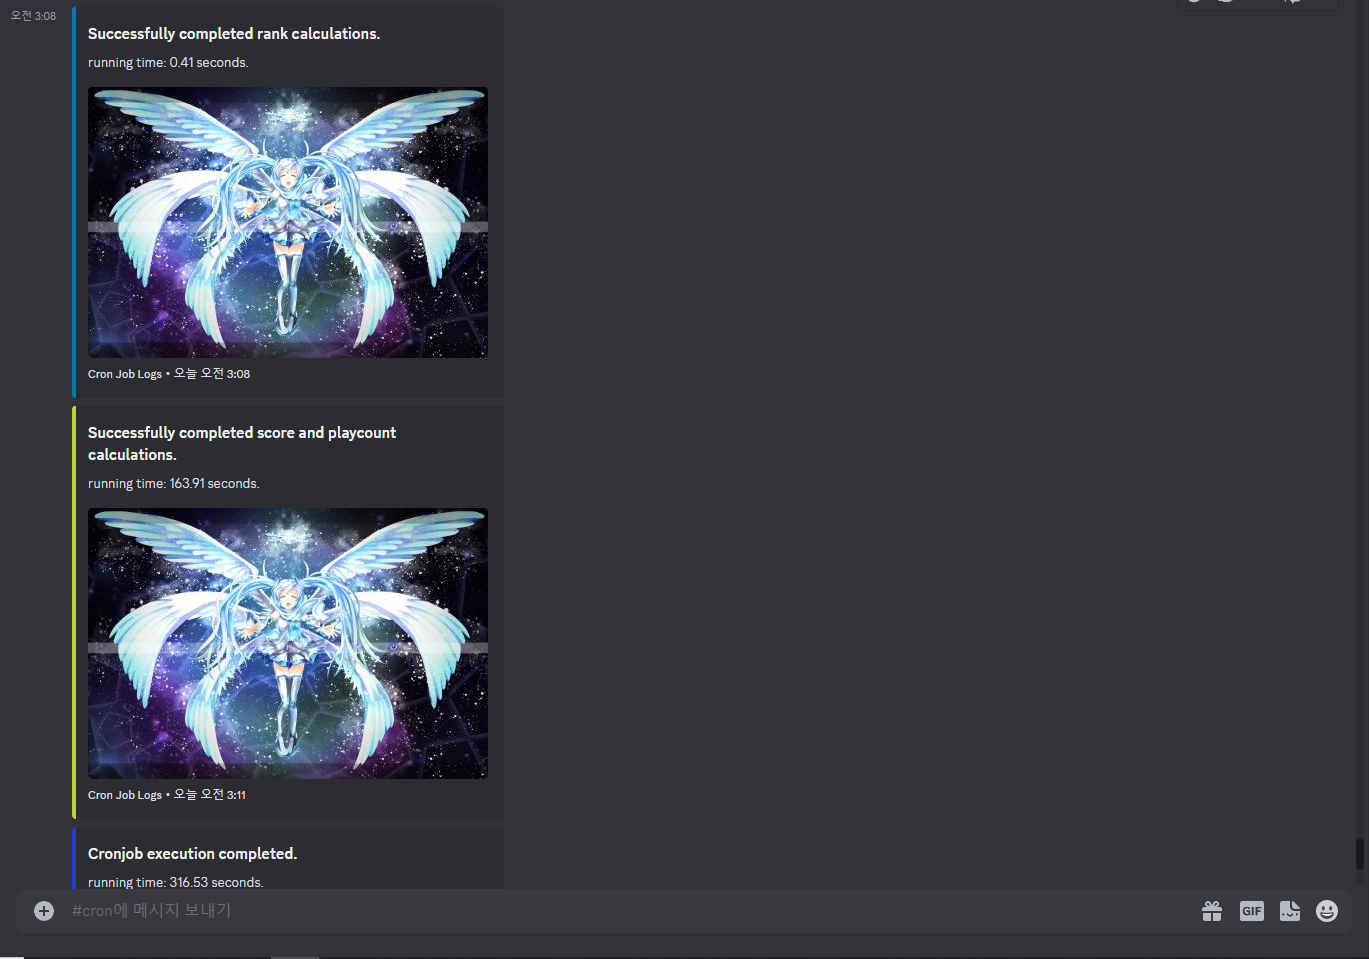 오전 3:08
Successfully completed rank calculations.
running time: 0.41 seconds.
Cron Job Logs • 오늘 오전 3:08
Successfully completed score and playcount
calculations.
running time: 163.91 seconds.
Cron Job Logs • 오늘 오전 3:11
Cronjob execution completed.
running time: 316.53 seconds.
#cron에 메시지 보내기
GIF